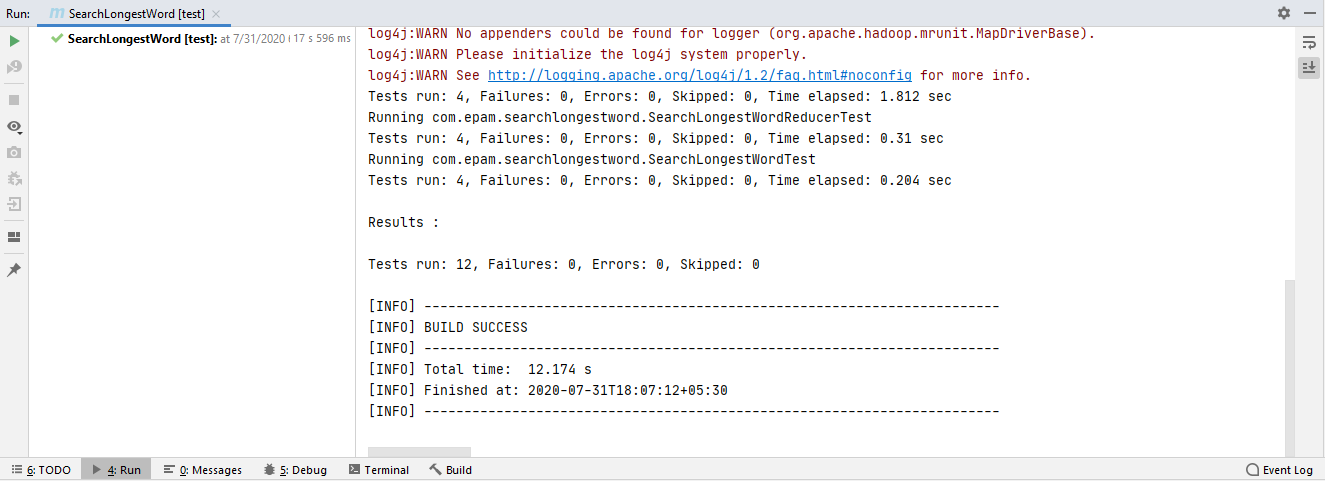 Run: m SearchLongestWord [test] ×
SearchLongestWord [test]: at 7/31/2020 17 s 596 ms
log4j:WARN No appenders could be found for logger (org.apache.hadoop.mrunit.MapDriverBase).
log4j:WARN Please initialize the log4j system properly.
log4j:WARN See http://logging.apache.org/log4j/1.2/faq.html#noconfig for more info.
Tests run: 4, Failures: 0, Errors: 0, Skipped: 0, Time elapsed: 1.812 sec
Running com.epam.searchlongestword.SearchLongestWordReducerTest
Tests run: 4, Failures: 0, Errors: 0, Skipped: 0, Time elapsed: 0.31 sec
Running com.epam.searchlongestword.SearchLongestWordTest
Tests run: 4, Failures: 0, Errors: 0, Skipped: 0, Time elapsed: 0.204 sec
Results :
Tests run: 12, Failures: 0, Errors: 0, Skipped: 0
[INFO] ------------------------------------------------------------------------
[INFO] BUILD SUCCESS
[INFO] ------------------------------------------------------------------------
[INFO] Total time:  12.174 s
[INFO] Finished at: 2020-07-31T18:07:12+05:30
[INFO] ------------------------------------------------------------------------
6: TODO 4: Run 0: Messages 5: Debug Terminal Build Event Log